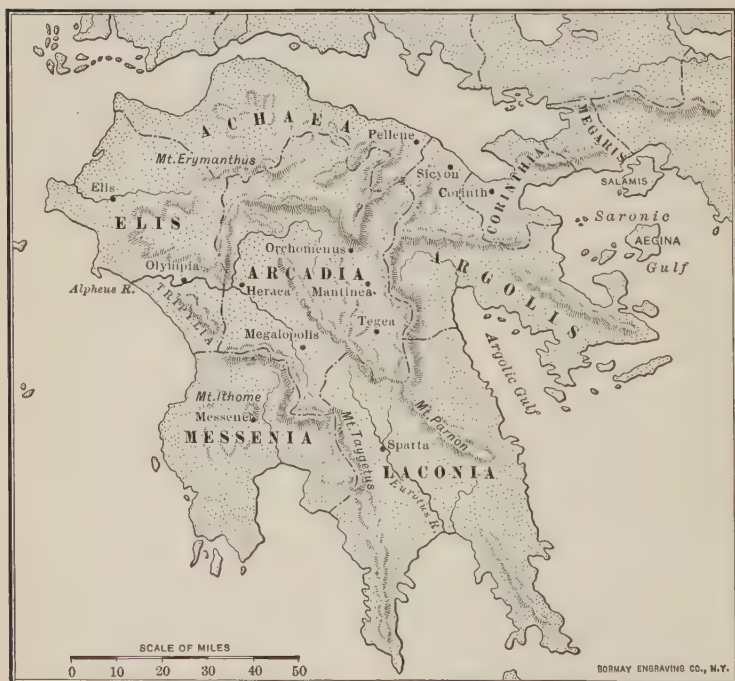 ACHAEA
Pellene
MEGARIS
Mt. Erymanthus
Sicyon
CORINTHIA
Corinth
SALAMIS
Elis
Saronic
ELIS
AEGINA
Orchomenus
Gulf
ARCADIA
ARGOLIS
Olympia
Heraea
Mantinea
Alpheus R.
TRIPYLIA
Tegea
Megalopolis
Argolic Gulf
Mt. Ithome
Messene
Mt. Parnon
MESSENIA
Mt. Taygetus
Sparta
LACONIA
Eurotus R.
SCALE OF MILES
0 10 20 30 40 50
BORMAY ENGRAVING CO., N.Y.